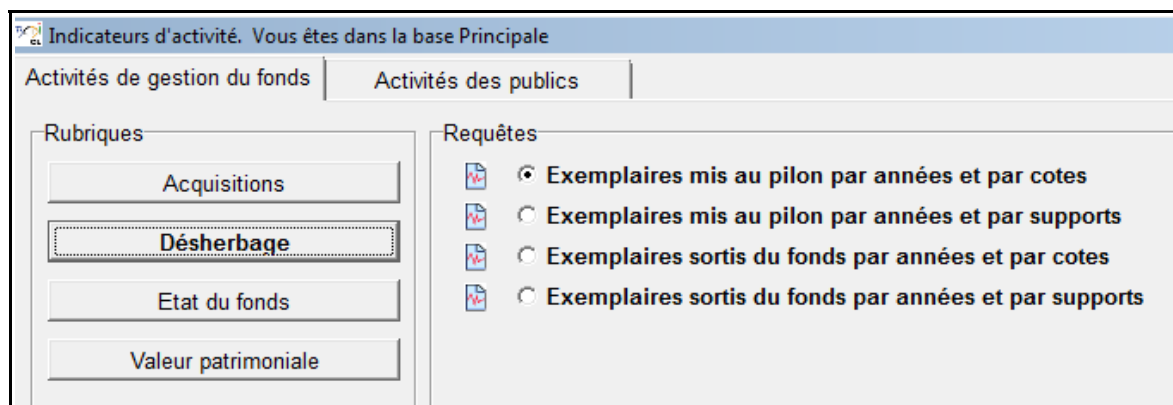 Indicateurs d'activité. Vous êtes dans la base Principale
Activités de gestion du fonds
Activités des publics
Rubriques
Acquisitions
Désherbage
Etat du fonds
Valeur patrimoniale
Requêtes
Exemplaires mis au pilon par années et par cotes
Exemplaires mis au pilon par années et par supports
Exemplaires sortis du fonds par années et par cotes
Exemplaires sortis du fonds par années et par supports